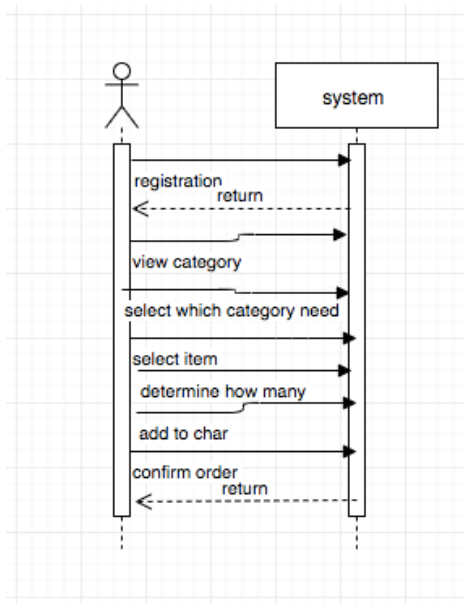 system
registration
return
view category
select which category need
select item
determine how many
add to char
confirm order
return